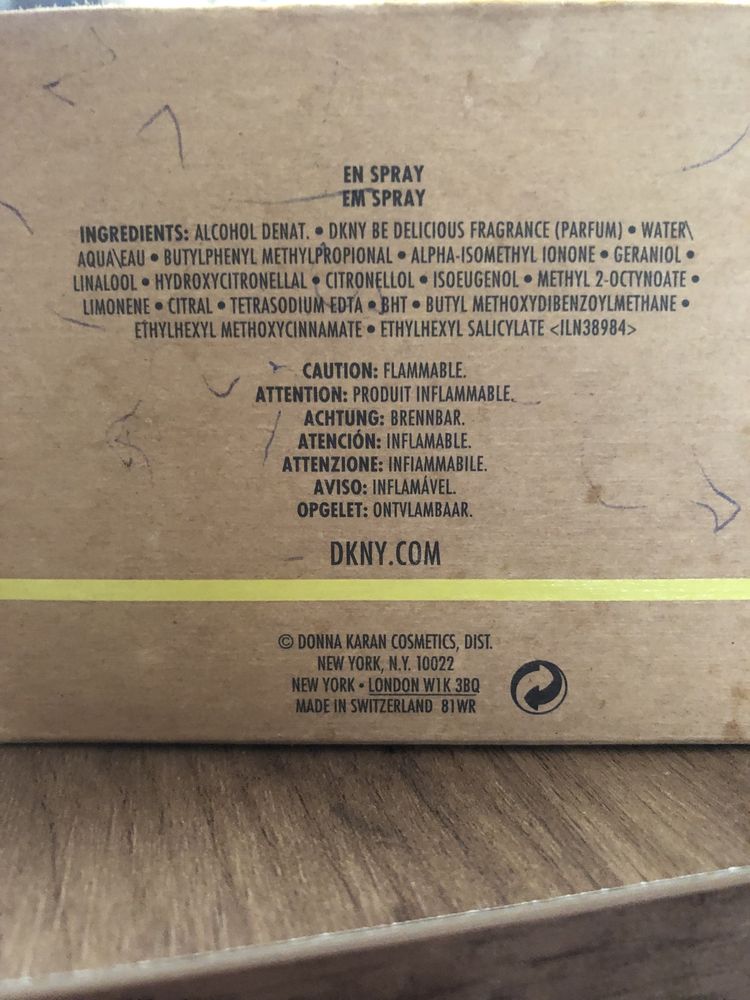 EN SPRAY
EM SPRAY
INGREDIENTS: ALCOHOL DENAT. • DKNY BE DELICIOUS FRAGRANCE (PARFUM) • WATER\
AQUA\EAU • BUTYLPHENYL METHYLPROPIONAL • ALPHA-ISOMETHYL IONONE • GERANIOL •
LINALOOL • HYDROXYCITRONELLAL • CITRONELLOL • ISOEUGENOL • METHYL 2-OCTYNOATE •
LIMONENE • CITRAL • TETRASODIUM EDTA • BHT • BUTYL METHOXYDIBENZOYLMETHANE •
ETHYLHEXYL METHOXYCINNAMATE • ETHYLHEXYL SALICYLATE <ILN38984>
CAUTION: FLAMMABLE.
ATTENTION: PRODUIT INFLAMMABLE.
ACHTUNG: BRENNBAR.
ATENCIÓN: INFLAMABLE.
ATTENZIONE: INFIAMMABILE.
AVISO: INFLAMÁVEL.
OPGELET: ONTVLAMBAAR.
DKNY.COM
© DONNA KARAN COSMETICS, DIST.
NEW YORK, N.Y. 10022
NEW YORK • LONDON W1K 3BQ
MADE IN SWITZERLAND 81WR